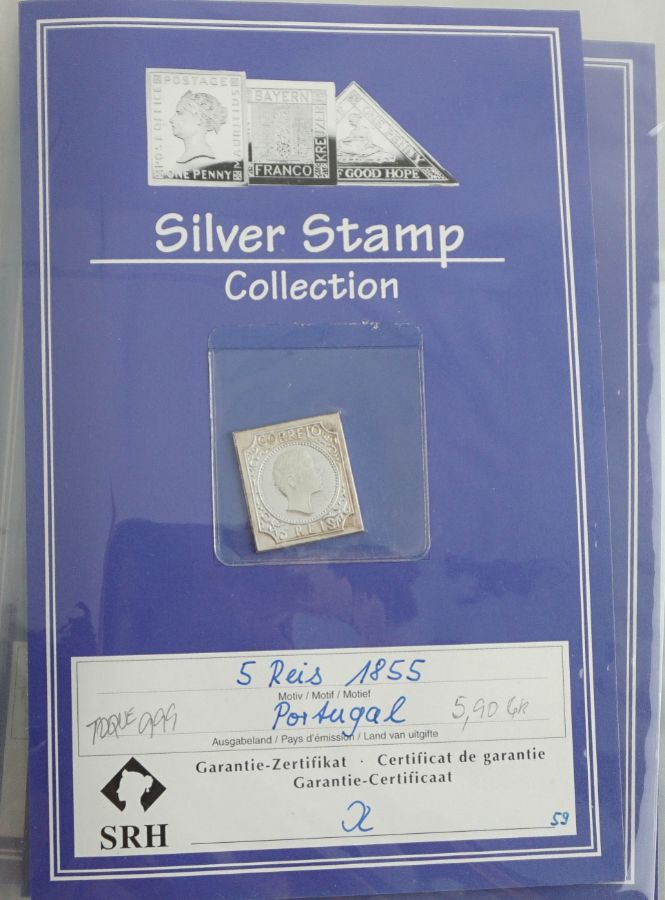 POSTAGE
POST OFFICE
MAURITIUS
ONE PENNY
BAYERN
KREUZER
FRANCO
ONE PENNY
F GOOD HOPE
Silver Stamp
Collection
CORREIO
5 REIS
5 Reis 1855
Motiv / Motif / Motief
TOQUE 999
Portugal
5,90 GR
Ausgabeland / Pays d'émission / Land van uitgifte
Garantie-Zertifikat · Certificat de garantie
Garantie-Certificaat
SRH
59